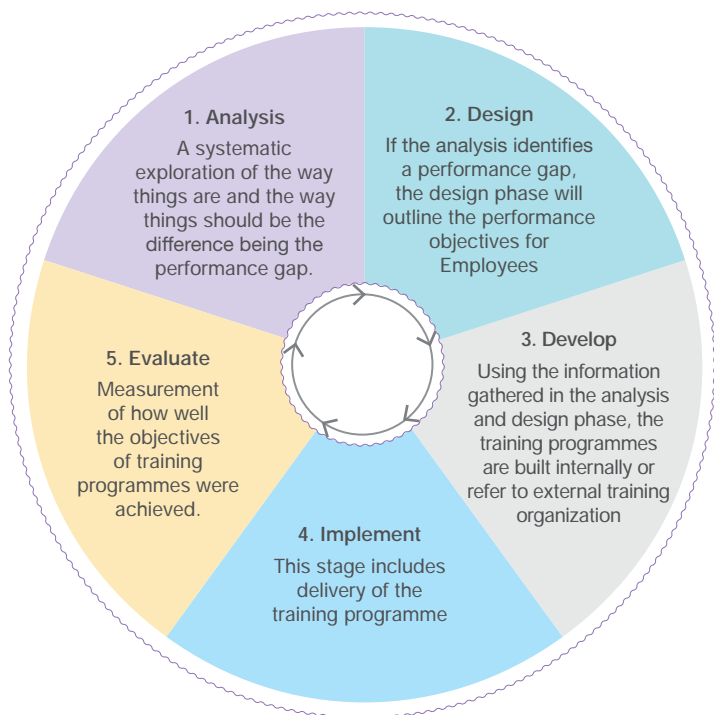 1. Analysis
A systematic
exploration of the way
things are and the way
things should be the
difference being the
performance gap.
2. Design
If the analysis identifies
a performance gap,
the design phase will
outline the performance
objectives for
Employees
3. Develop
Using the information
gathered in the analysis
and design phase, the
training programmes
are built internally or
refer to external training
organization
4. Implement
This stage includes
delivery of the
training programme
5. Evaluate
Measurement
of how well
the objectives
of training
programmes were
achieved.